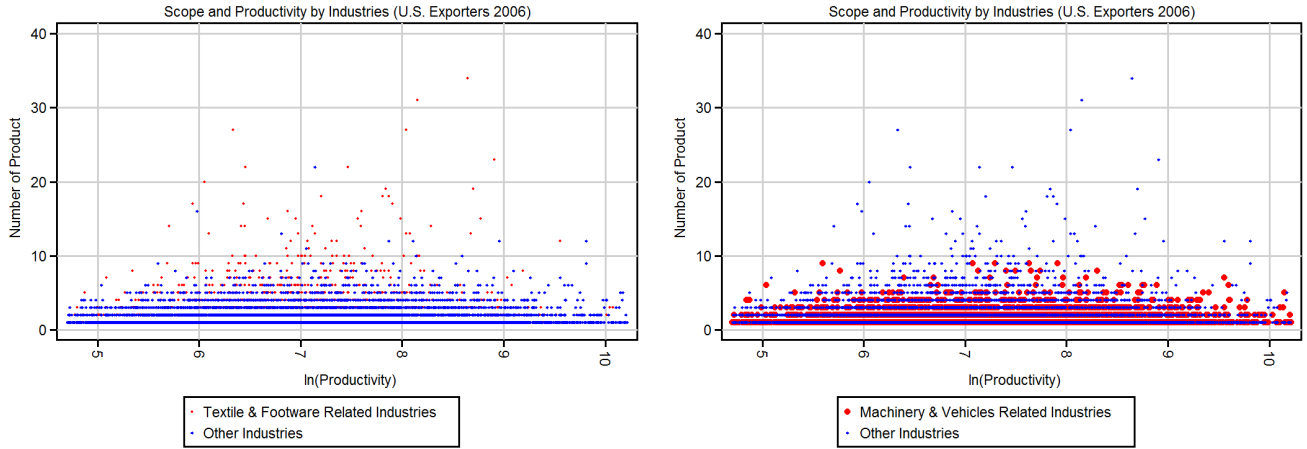 Scope and Productivity by Industries (U.S. Exporters 2006)
40
30
20
10
0
Number of Product
5 6 7 8 9 10
ln(Productivity)
Textile & Footware Related Industries
Other Industries
Scope and Productivity by Industries (U.S. Exporters 2006)
40
30
20
10
0
Number of Product
5 6 7 8 9 10
ln(Productivity)
Machinery & Vehicles Related Industries
Other Industries